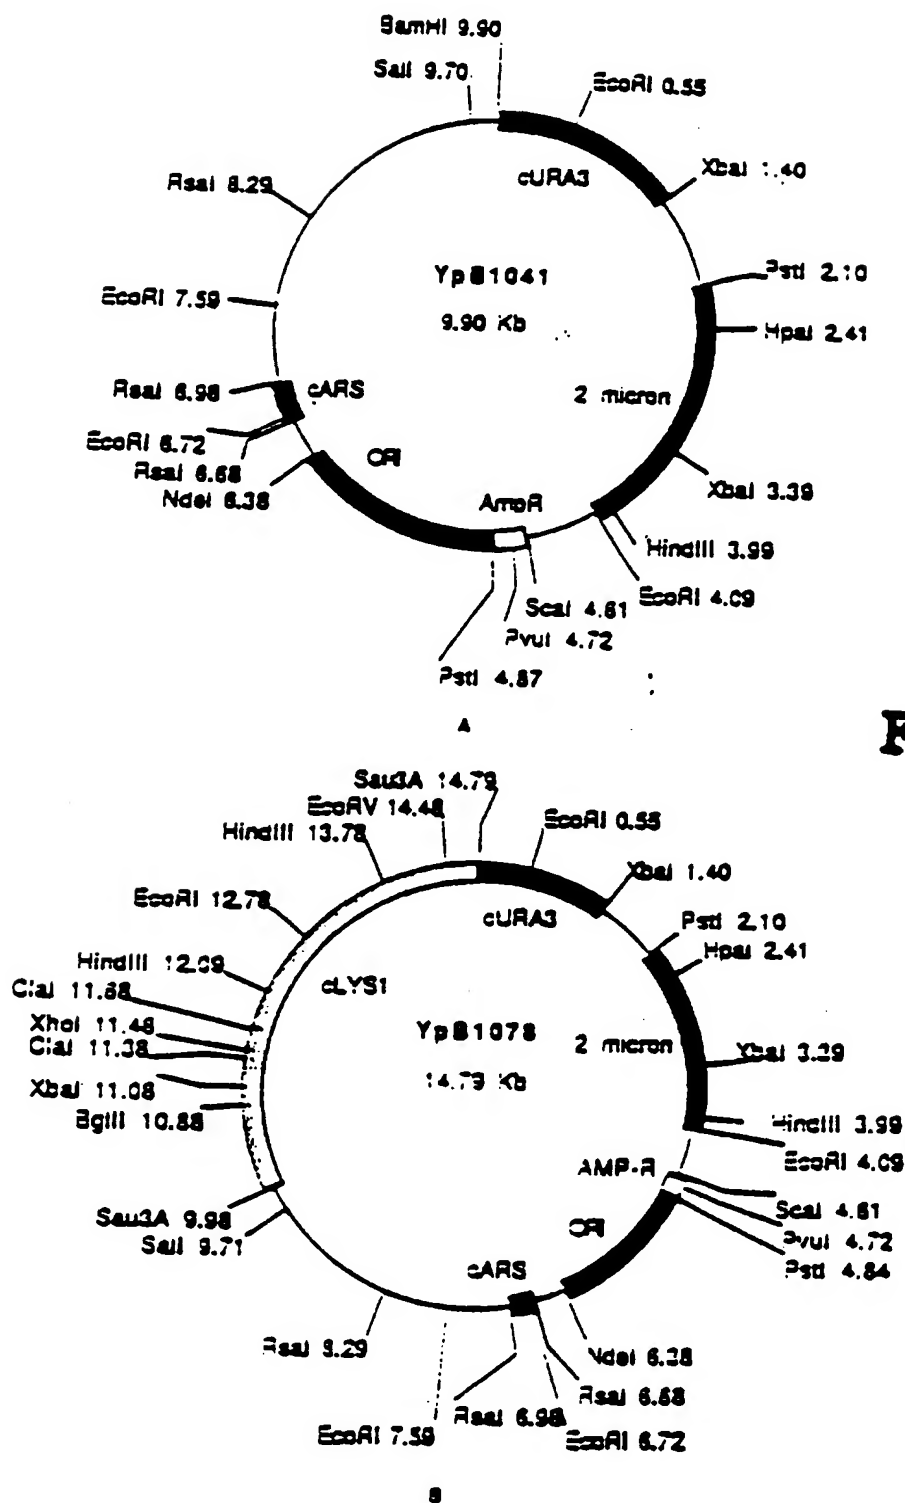 BamHI 9.90
SalI 9.70
EcoRI 0.55
XbaI 1.40
cURA3
RsaI 8.29
YpB1041
9.90 Kb
PstI 2.10
HpaI 2.41
EcoRI 7.59
RsaI 6.98
cARS
2 micron
EcoRI 6.72
RsaI 6.68
NdeI 6.38
ORI
AmpR
XbaI 3.39
HindIII 3.99
EcoRI 4.09
ScaI 4.61
PvuI 4.72
PstI 4.87
A
F
Sau3A 14.79
EcoRV 14.48
HindIII 13.78
EcoRI 0.55
EcoRI 12.78
XbaI 1.40
cURA3
PstI 2.10
HpaI 2.41
HindIII 12.09
ClaI 11.68
cLYS1
XhoI 11.48
ClaI 11.38
YpB1078
14.79 Kb
2 micron
XbaI 3.39
XbaI 11.08
BglII 10.88
HindIII 3.99
EcoRI 4.09
AMP-R
ScaI 4.61
PvuI 4.72
PstI 4.84
Sau3A 9.98
SalI 9.71
ORI
cARS
RsaI 8.29
NdeI 6.38
RsaI 6.68
RsaI 6.98
EcoRI 7.59
EcoRI 6.72
B